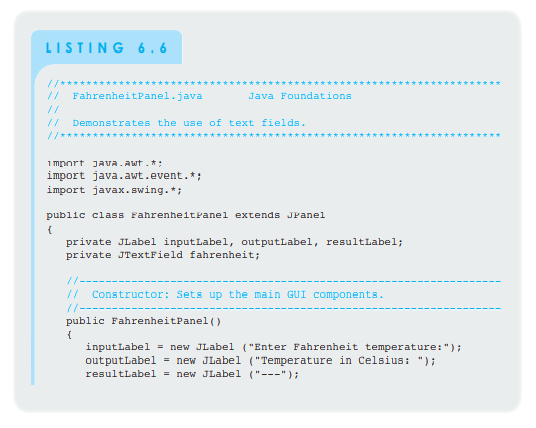 LISTING 6.6
//********************************************************************
//  FahrenheitPanel.java       Java Foundations
//
//  Demonstrates the use of text fields.
//********************************************************************
import java.awt.*;
import java.awt.event.*;
import javax.swing.*;
public class FahrenheitPanel extends JPanel
{
   private JLabel inputLabel, outputLabel, resultLabel;
   private JTextField fahrenheit;
   //-----------------------------------------------------------------
   //  Constructor: Sets up the main GUI components.
   //-----------------------------------------------------------------
   public FahrenheitPanel()
   {
      inputLabel = new JLabel ("Enter Fahrenheit temperature:");
      outputLabel = new JLabel ("Temperature in Celsius: ");
      resultLabel = new JLabel ("---");